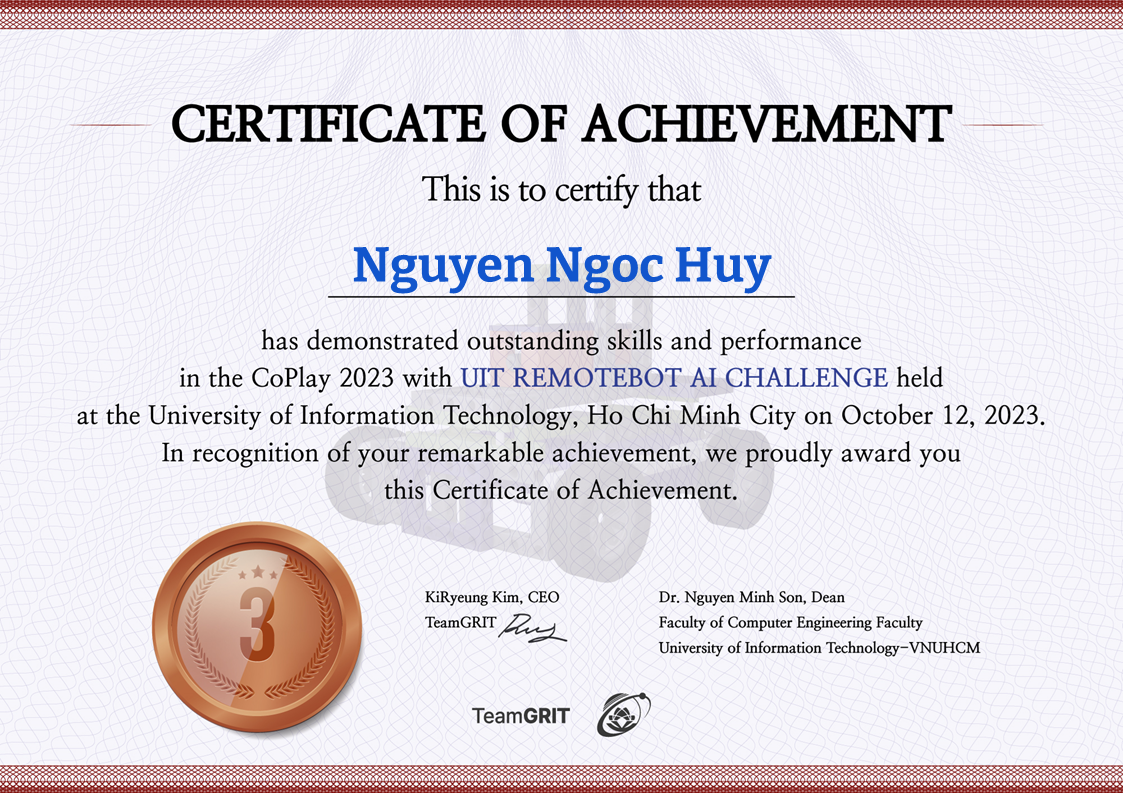 CERTIFICATE OF ACHIEVEMENT
This is to certify that
Nguyen Ngoc Huy
has demonstrated outstanding skills and performance
in the CoPlay 2023 with UIT REMOTEBOT AI CHALLENGE held
at the University of Information Technology, Ho Chi Minh City on October 12, 2023.
In recognition of your remarkable achievement, we proudly award you
this Certificate of Achievement.
3
KiRyeung Kim, CEO
TeamGRIT
Dr. Nguyen Minh Son, Dean
Faculty of Computer Engineering Faculty
University of Information Technology-VNUHCM
TeamGRIT